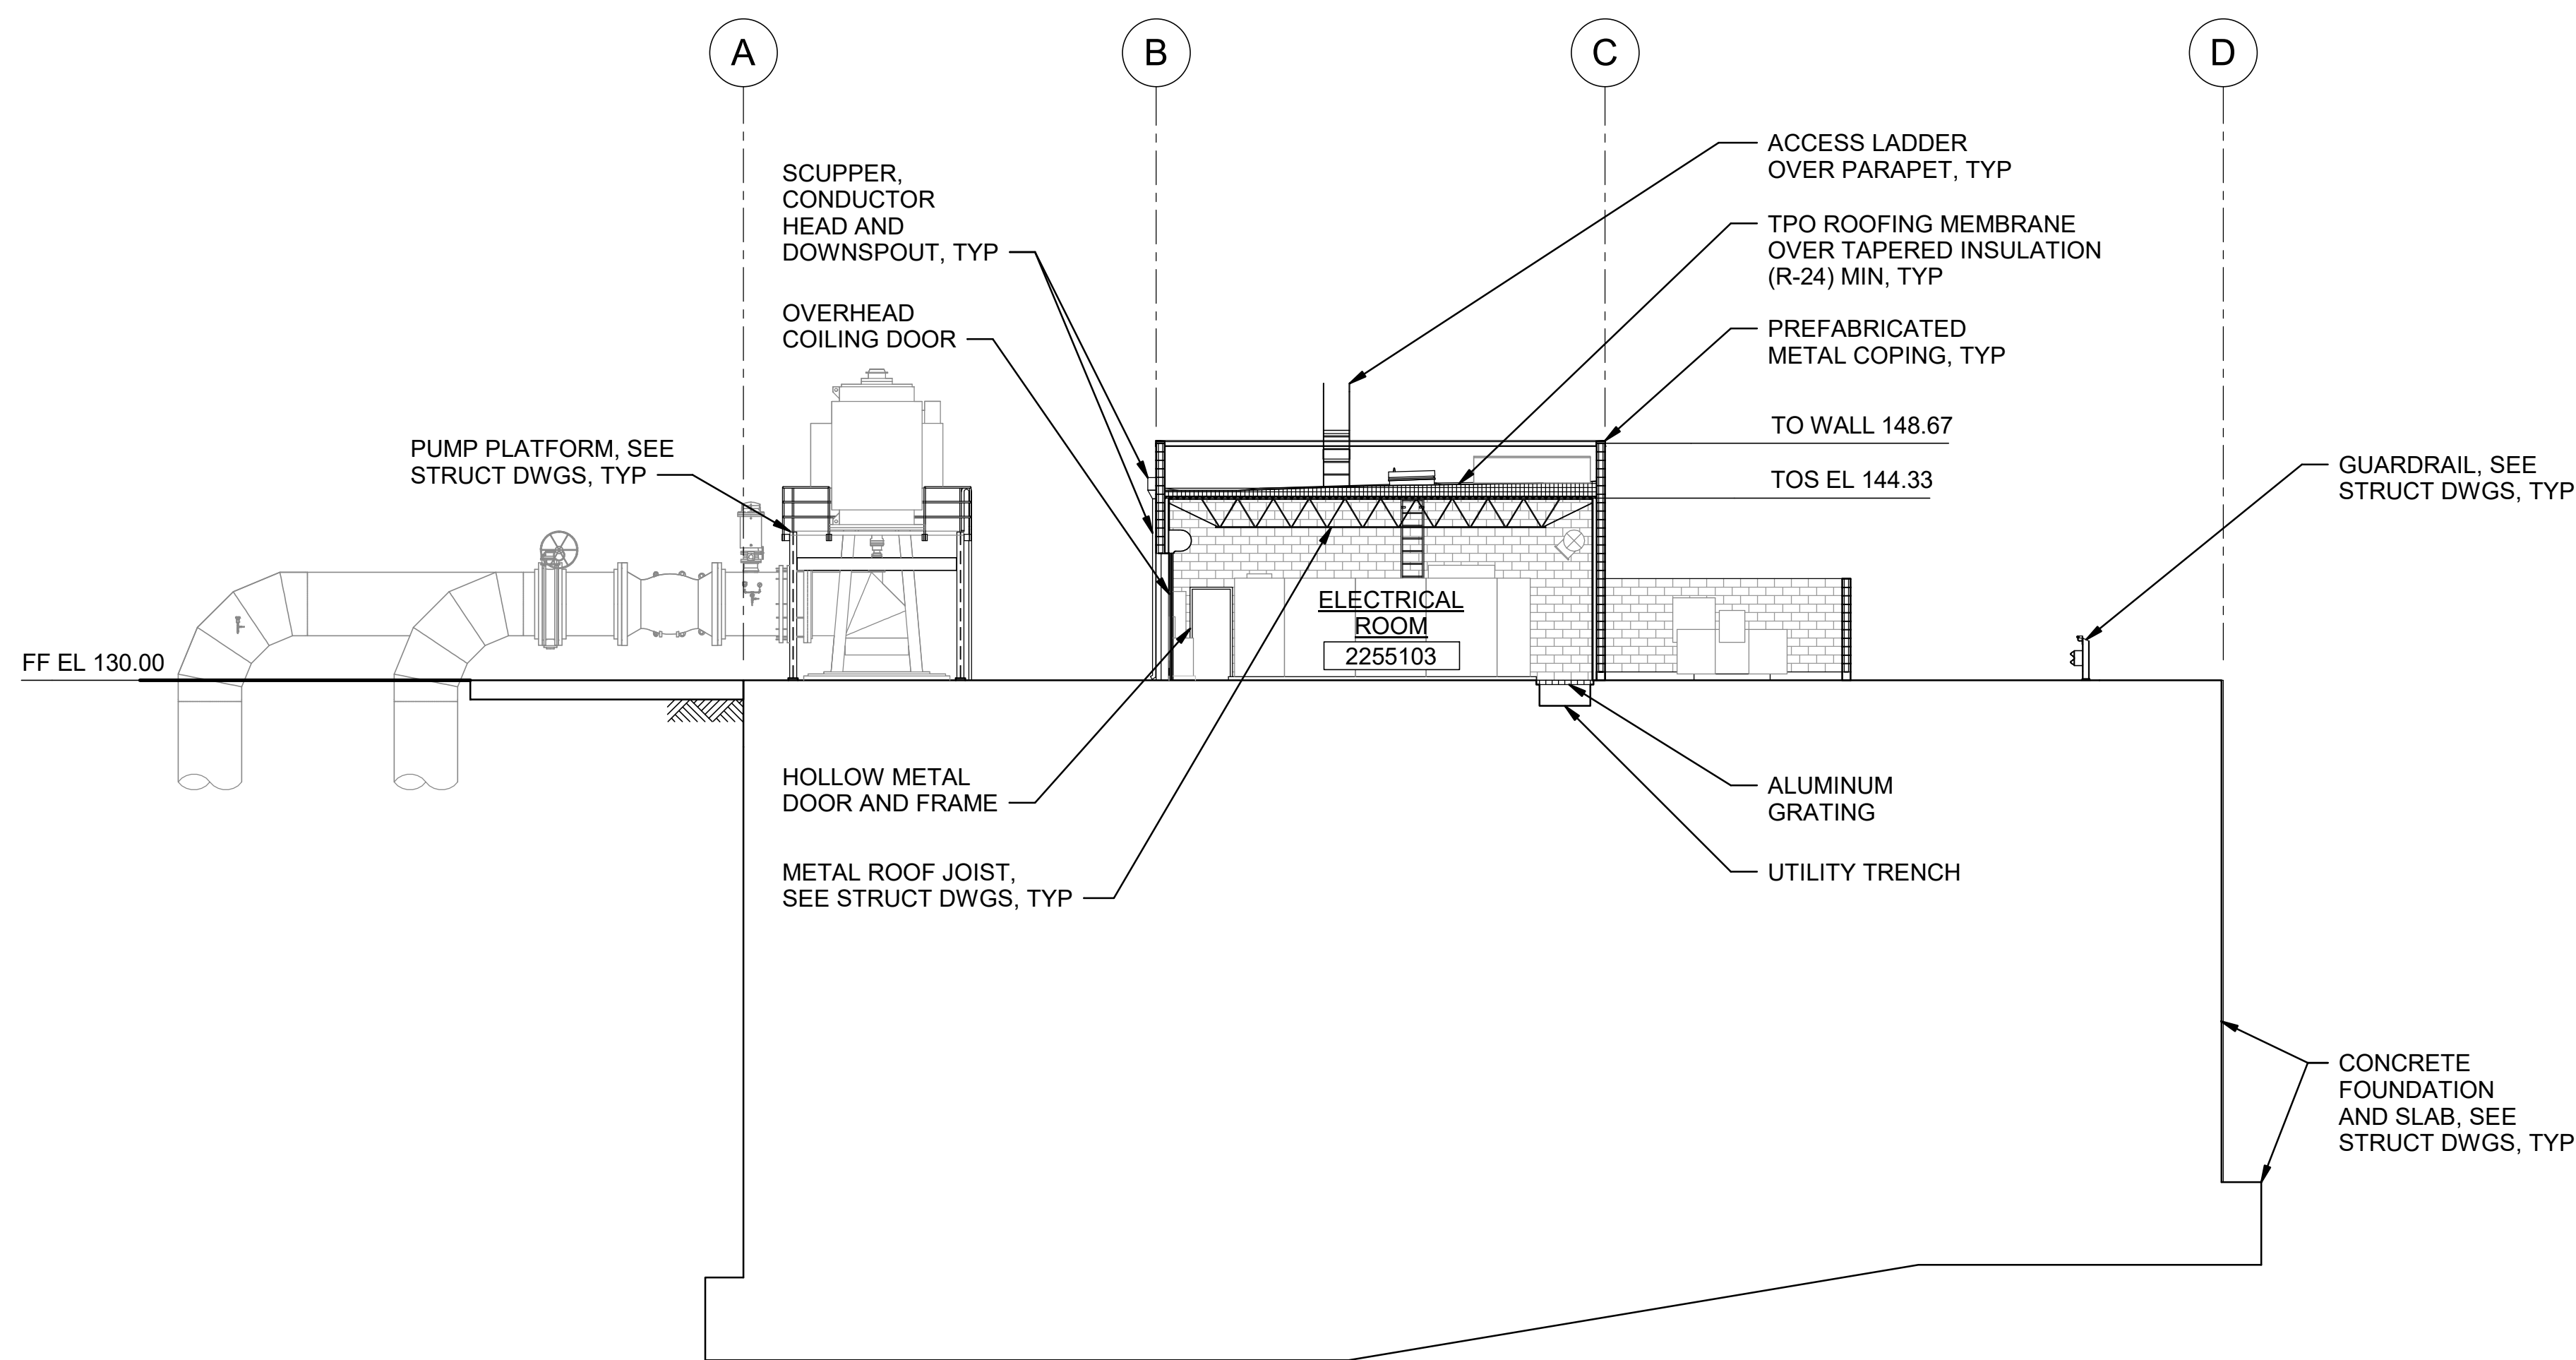 A
B
C
D
SCUPPER,
CONDUCTOR
HEAD AND
DOWNSPOUT, TYP
OVERHEAD
COILING DOOR
PUMP PLATFORM, SEE
STRUCT DWGS, TYP
ACCESS LADDER
OVER PARAPET, TYP
TPO ROOFING MEMBRANE
OVER TAPERED INSULATION
(R-24) MIN, TYP
PREFABRICATED
METAL COPING, TYP
TO WALL 148.67
TOS EL 144.33
GUARDRAIL, SEE
STRUCT DWGS, TYP
ELECTRICAL
ROOM
2255103
FF EL 130.00
HOLLOW METAL
DOOR AND FRAME
METAL ROOF JOIST,
SEE STRUCT DWGS, TYP
ALUMINUM
GRATING
UTILITY TRENCH
CONCRETE
FOUNDATION
AND SLAB, SEE
STRUCT DWGS, TYP